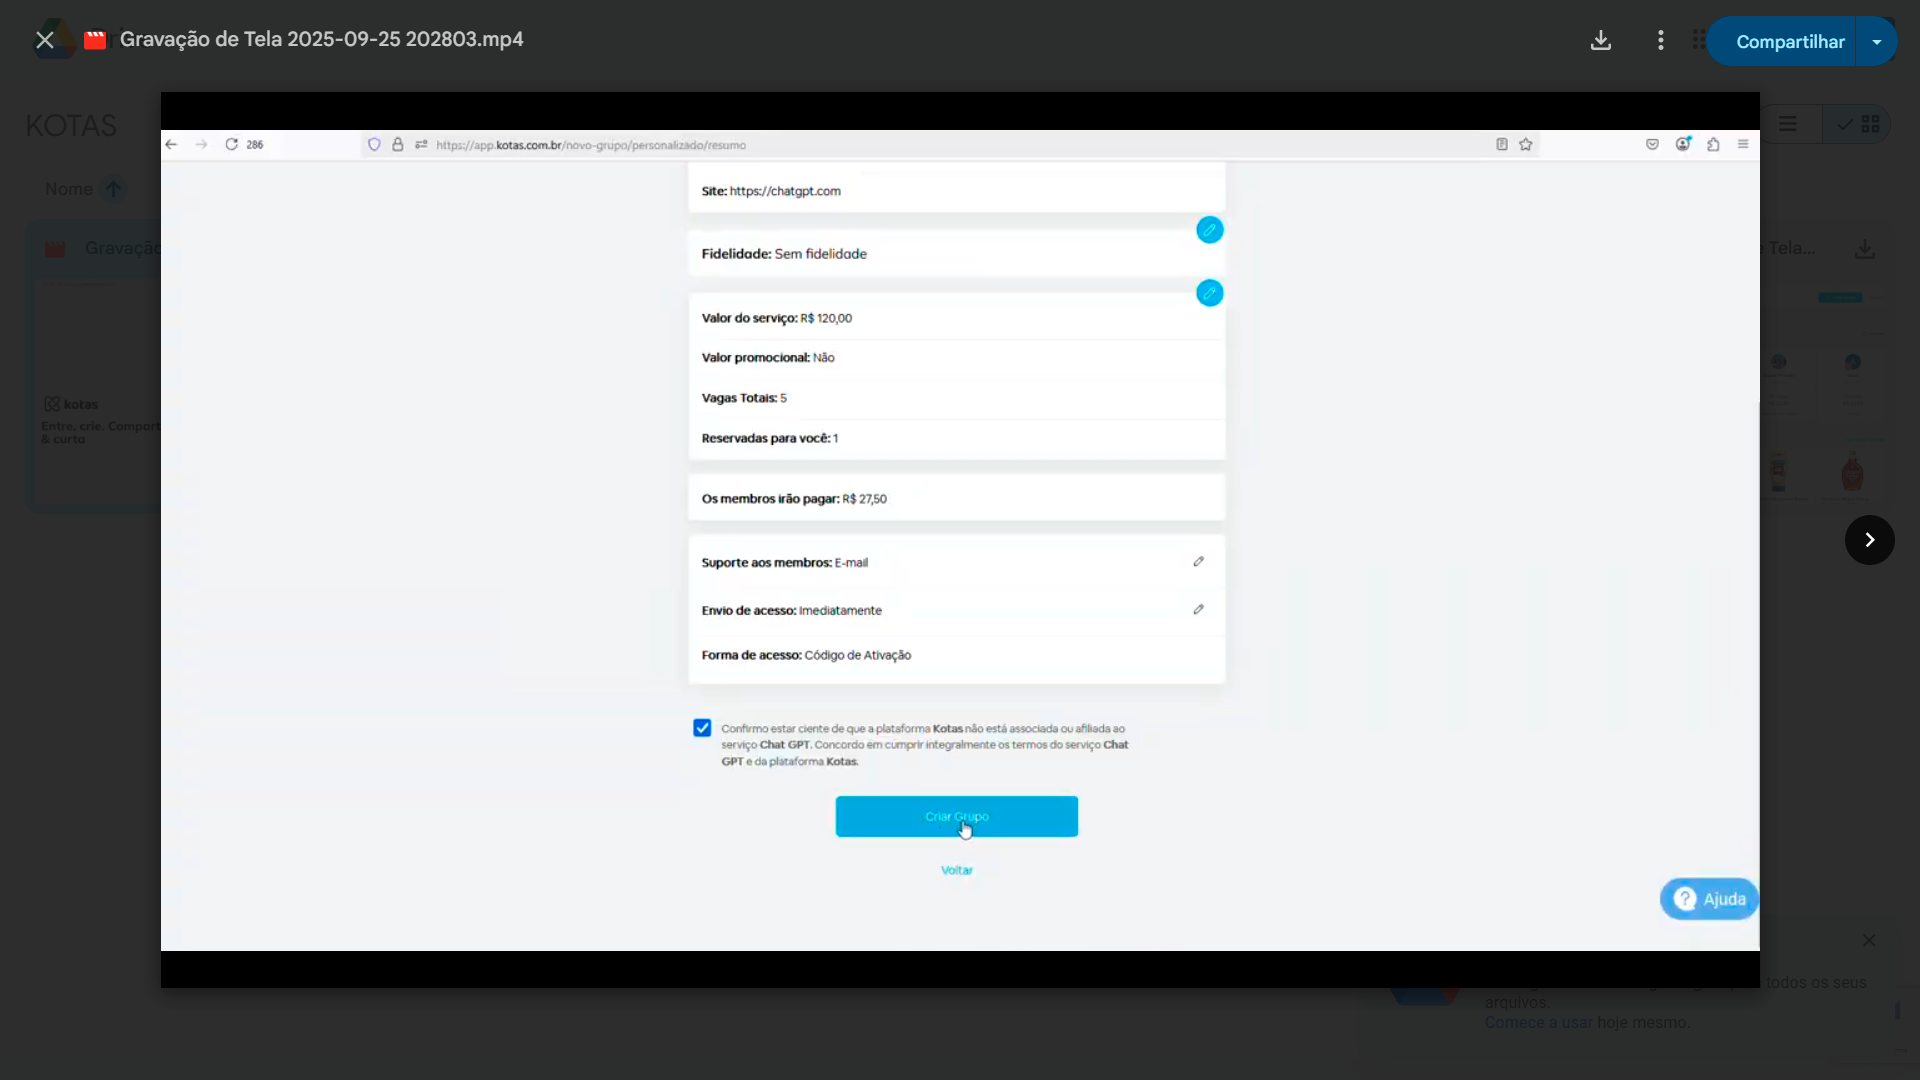 Gravação de Tela 2025-09-25 202803.mp4
Compartilhar
KOTAS
Nome
286
https://app.kotas.com.br/novo-grupo/personalizado/resumo
Site: https://chatgpt.com
Fidelidade: Sem fidelidade
Valor do serviço: R$ 120,00
Valor promocional: Não
Vagas Totais: 5
Reservadas para você: 1
Os membros irão pagar: R$ 27,50
Suporte aos membros: E-mail
Envio de acesso: Imediatamente
Forma de acesso: Código de Ativação
Confirmo estar ciente de que a plataforma Kotas não está associada ou afiliada ao
serviço Chat GPT. Concordo em cumprir integralmente os termos do serviço Chat
GPT e da plataforma Kotas.
Criar Grupo
Voltar
Ajuda
Gravação
e Tela...
kotas
Entre, crie. Compart
& curta
todos os seus
arquivos.
Comece a usar hoje mesmo.